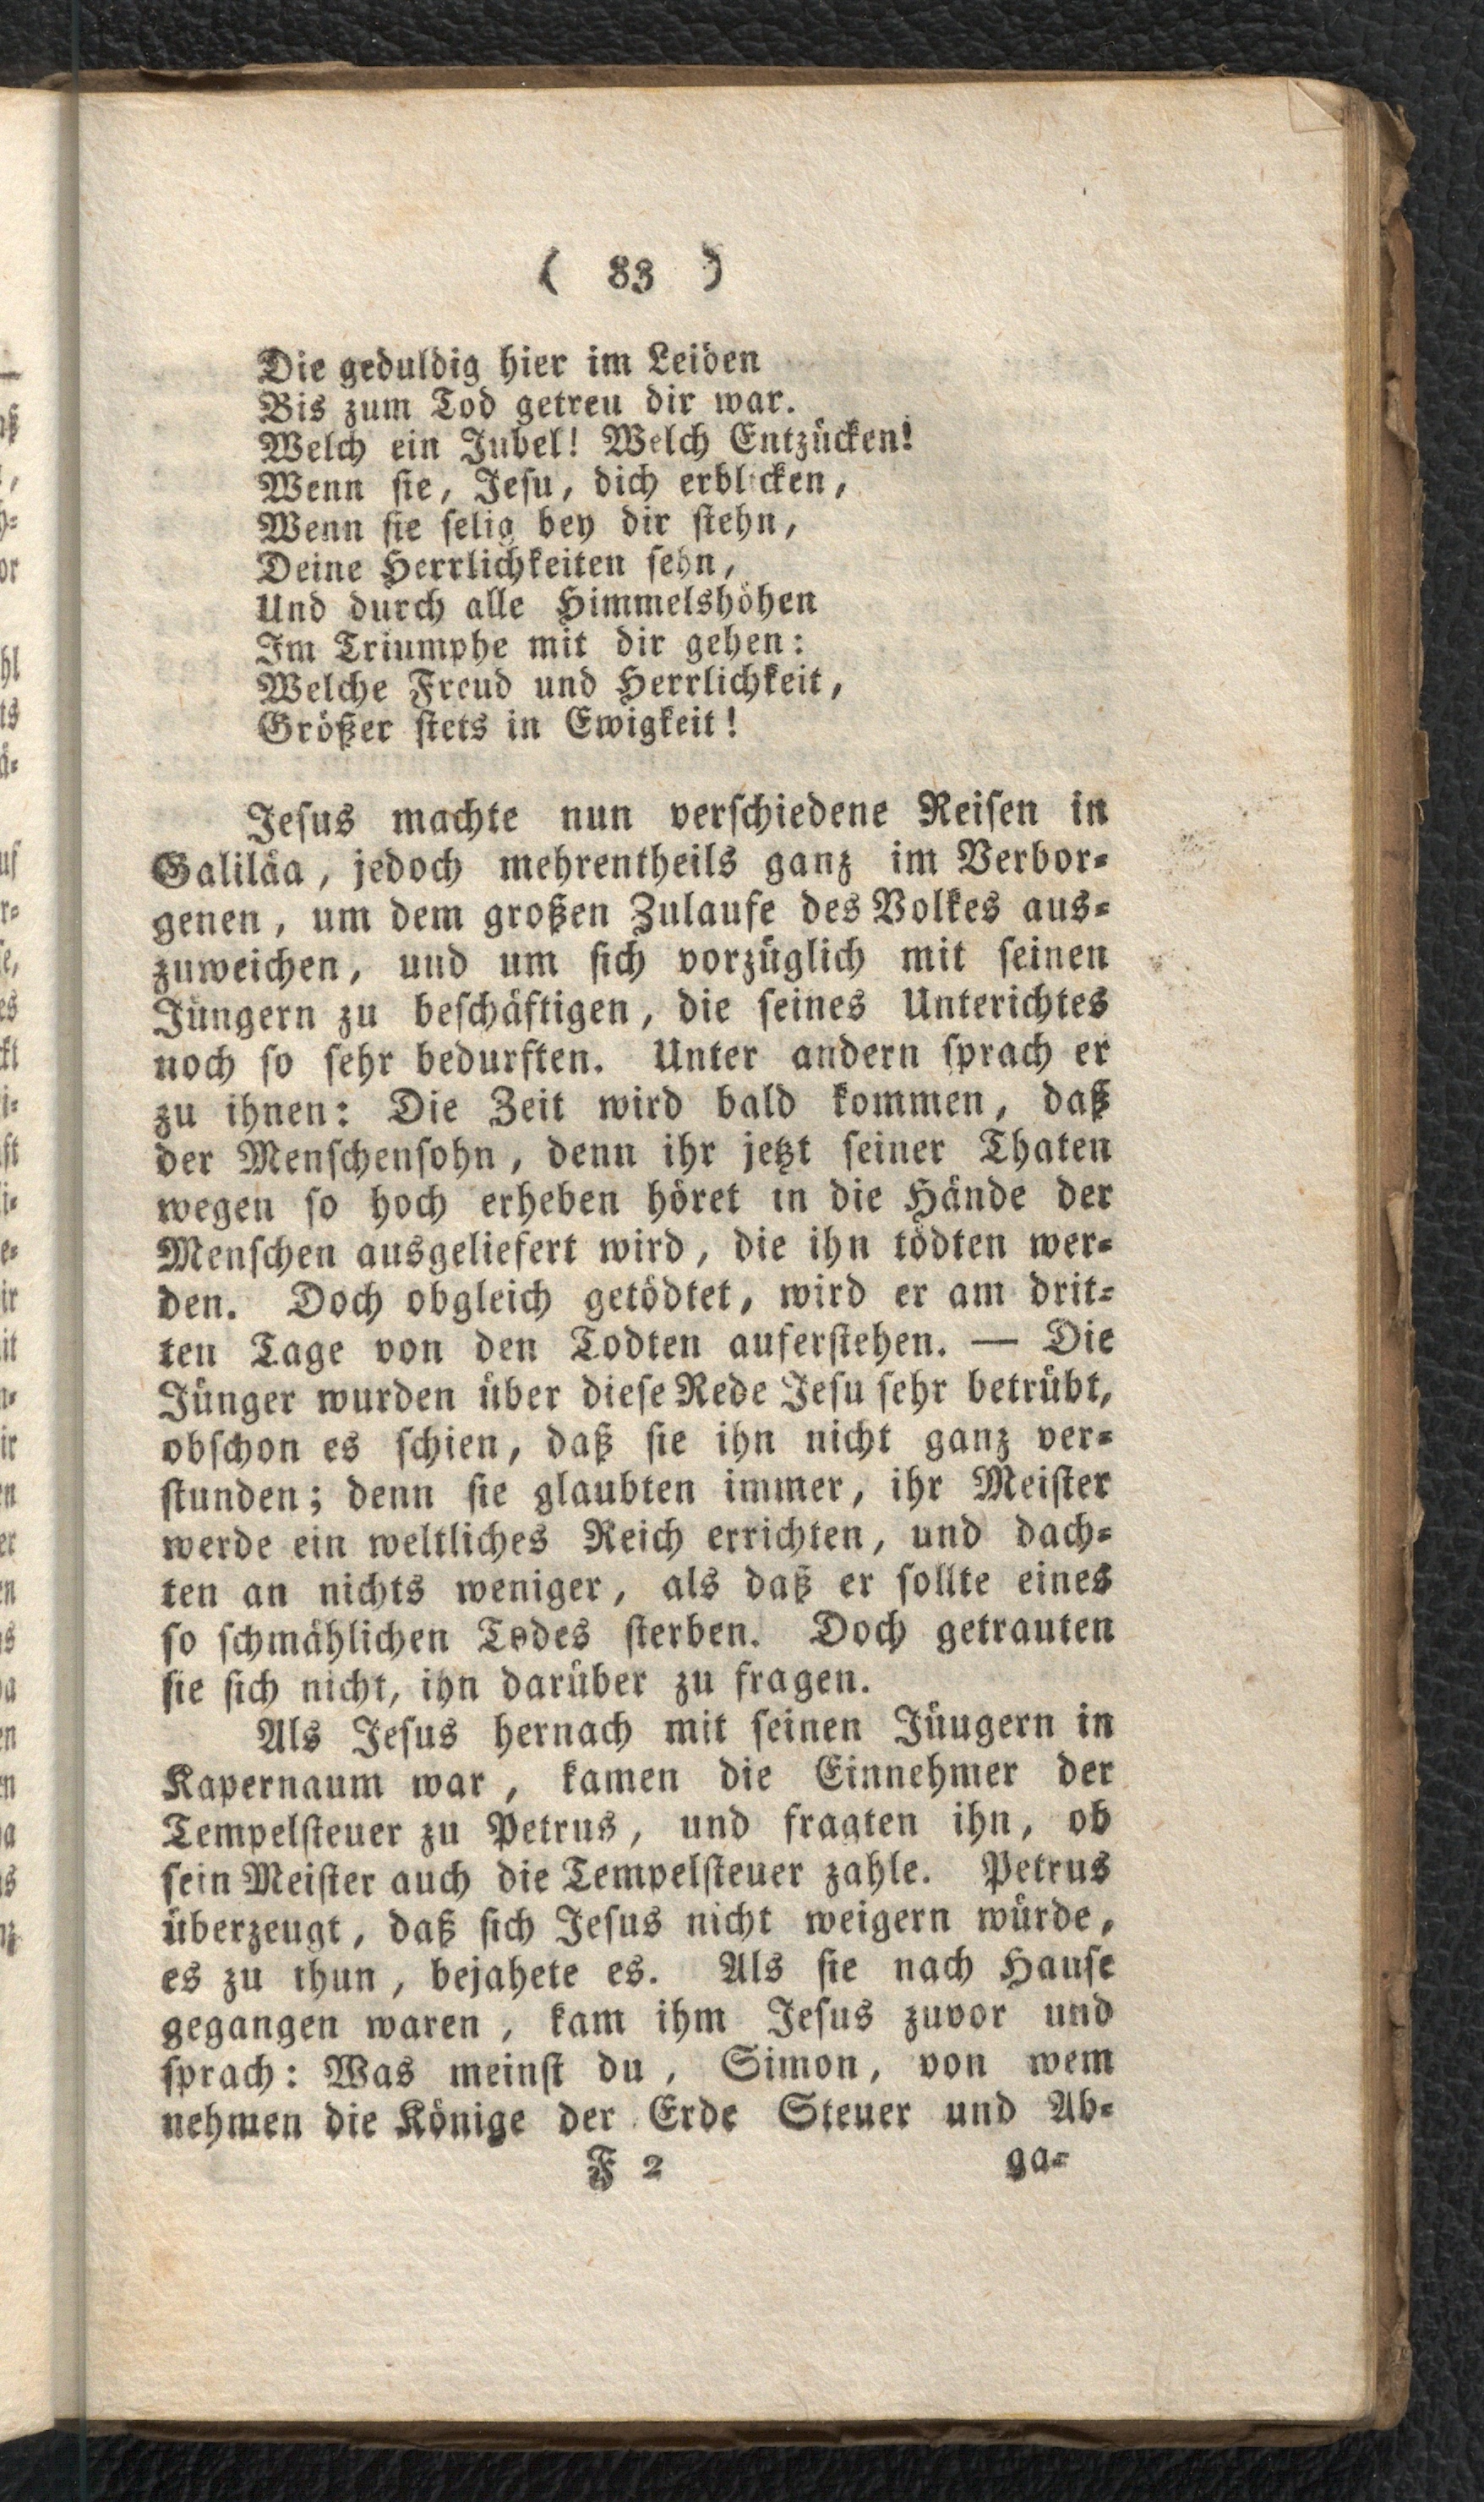 ( 83 )
Die geduldig hier im Leiden
Bis zum Tod getreu dir war.
Welch ein Jubel! Welch Entzücken!
Wenn sie, Jesu, dich erblicken,
Wenn sie selig bey dir stehn,
Deine Herrlichkeiten sehn,
Und durch alle Himmelshöhen
Im Triumphe mit dir gehen:
Welche Freud und Herrlichkeit,
Größer stets in Ewigkeit!
Jesus machte nun verschiedene Reisen in
Galiläa, jedoch mehrentheils ganz im Verbor-
genen, um dem großen Zulaufe des Volkes aus-
zuweichen, und um sich vorzüglich mit seinen
Jüngern zu beschäftigen, die seines Unterichtes
noch so sehr bedurften. Unter andern sprach er
zu ihnen: Die Zeit wird bald kommen, daß
der Menschensohn, denn ihr jetzt seiner Thaten
wegen so hoch erheben höret in die Hände der
Menschen ausgeliefert wird, die ihn tödten wer-
den. Doch obgleich getödtet, wird er am drit-
ten Tage von den Todten auferstehen. — Die
Jünger wurden über diese Rede Jesu sehr betrübt,
obschon es schien, daß sie ihn nicht ganz ver-
stunden; denn sie glaubten immer, ihr Meister
werde ein weltliches Reich errichten, und dach-
ten an nichts weniger, als daß er sollte eines
so schmählichen Todes sterben. Doch getrauten
sie sich nicht, ihn darüber zu fragen.
Als Jesus hernach mit seinen Jüugern in
Kapernaum war, kamen die Einnehmer der
Tempelsteuer zu Petrus, und fragten ihn, ob
sein Meister auch die Tempelsteuer zahle. Petrus
überzeugt, daß sich Jesus nicht weigern würde,
es zu thun, bejahete es. Als sie nach Hause
gegangen waren, kam ihm Jesus zuvor und
sprach: Was meinst du, Simon, von wem
nehmen die Könige der Erde Steuer und Ab-
F 2 ga-